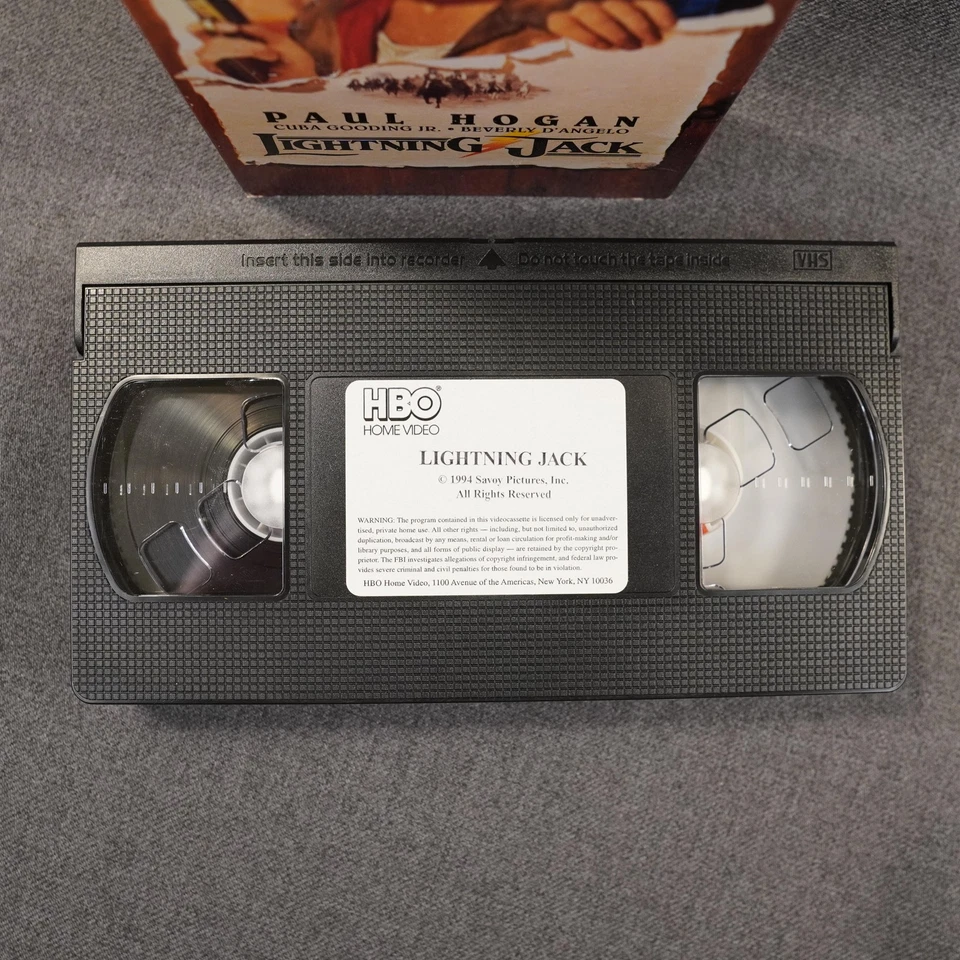 PAUL HOGAN
CUBA GOODING JR. • BEVERLY D'ANGELO
LIGHTNING JACK
Insert this side into recorder Do not touch the tape inside VHS
HBO®
HOME VIDEO
LIGHTNING JACK
© 1994 Savoy Pictures, Inc.
All Rights Reserved
WARNING: The program contained in this videocassette is licensed only for unadver-
tised, private home use. All other rights — including, but not limited to, unauthorized
duplication, broadcast by any means, rental or loan circulation for profit-making and/or
library purposes, and all forms of public display — are retained by the copyright pro-
prietor. The FBI investigates allegations of copyright infringement, and federal law pro-
vides severe criminal and civil penalties for those found to be in violation.
HBO Home Video, 1100 Avenue of the Americas, New York, NY 10036